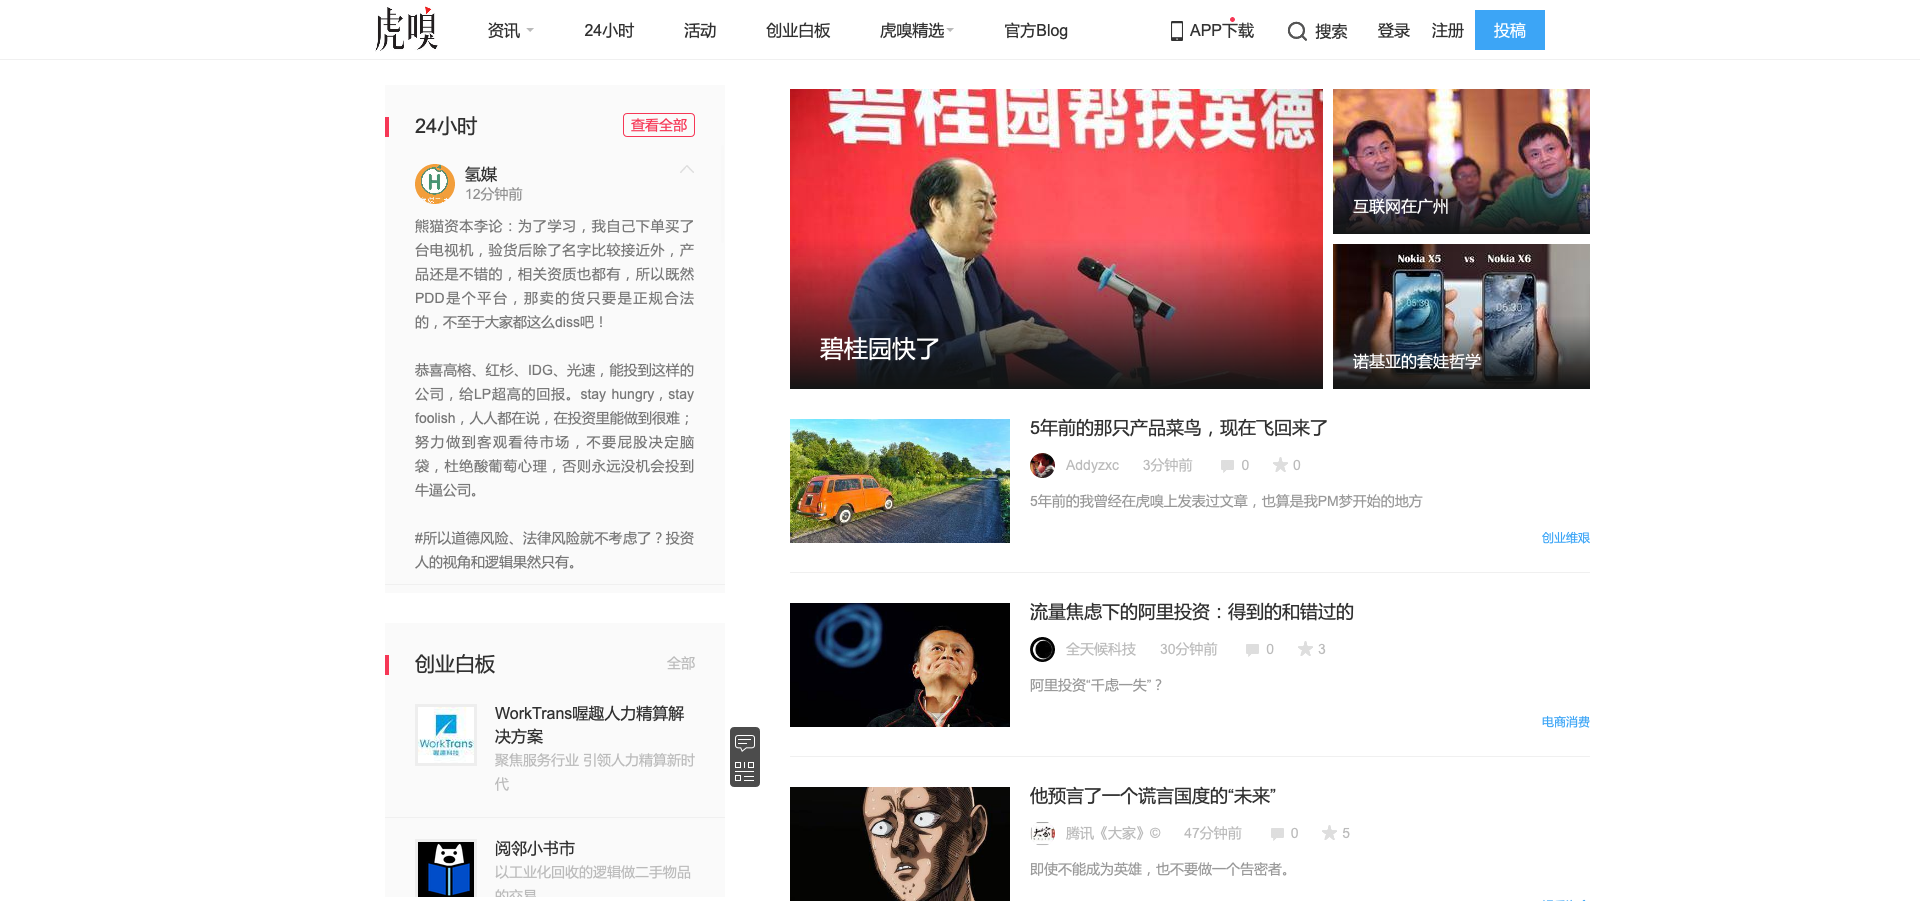 虎嗅
资讯
24小时
活动
创业白板
虎嗅精选
官方Blog
APP下载
搜索
登录
注册
投稿
24小时
查看全部
氢媒
12分钟前
熊猫资本李论：为了学习，我自己下单买了
台电视机，验货后除了名字比较接近外，产
品还是不错的，相关资质也都有，所以既然
PDD是个平台，那卖的货只要是正规合法
的，不至于大家都这么diss吧！
恭喜高榕、红杉、IDG、光速，能投到这样的
公司，给LP超高的回报。stay hungry，stay
foolish，人人都在说，在投资里能做到很难；
努力做到客观看待市场，不要屁股决定脑
袋，杜绝酸葡萄心理，否则永远没机会投到
牛逼公司。
#所以道德风险、法律风险就不考虑了？投资
人的视角和逻辑果然只有。
创业白板
全部
WorkTrans
WorkTrans喔趣人力精算解
决方案
聚焦服务行业 引领人力精算新时
代
阅邻小书市
以工业化回收的逻辑做二手物品
的交易
碧桂园帮扶英德
碧桂园快了
互联网在广州
Nokia X5 vs Nokia X6
05:30
06:30
诺基亚的套娃哲学
5年前的那只产品菜鸟，现在飞回来了
Addyzxc 3分钟前 0 0
5年前的我曾经在虎嗅上发表过文章，也算是我PM梦开始的地方
创业维艰
流量焦虑下的阿里投资：得到的和错过的
全天候科技 30分钟前 0 3
阿里投资“千虑一失”？
电商消费
他预言了一个谎言国度的“未来”
大家
腾讯《大家》© 47分钟前 0 5
即使不能成为英雄，也不要做一个告密者。